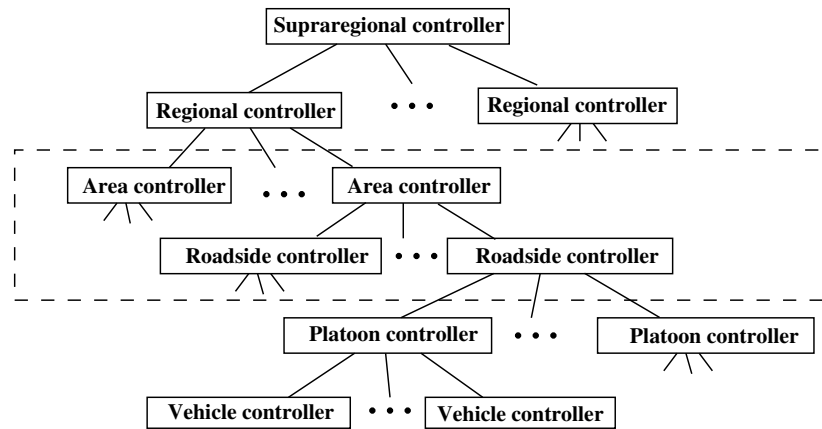 Supraregional controller
Regional controller
Regional controller
Area controller
Area controller
Roadside controller
Roadside controller
Platoon controller
Platoon controller
Vehicle controller
Vehicle controller